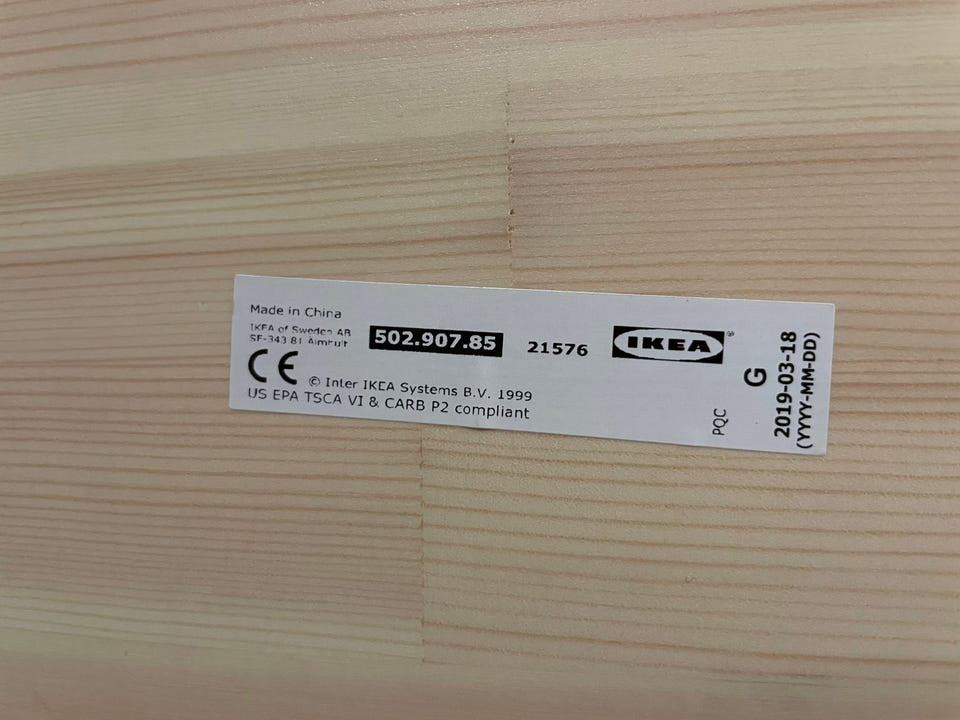 Made in China
IKEA of Sweden AB
SE-343 81 Älmhult
502.907.85
21576
IKEA®
CE
© Inter IKEA Systems B.V. 1999
US EPA TSCA VI & CARB P2 compliant
PQC
G
2019-03-18
(YYYY-MM-DD)